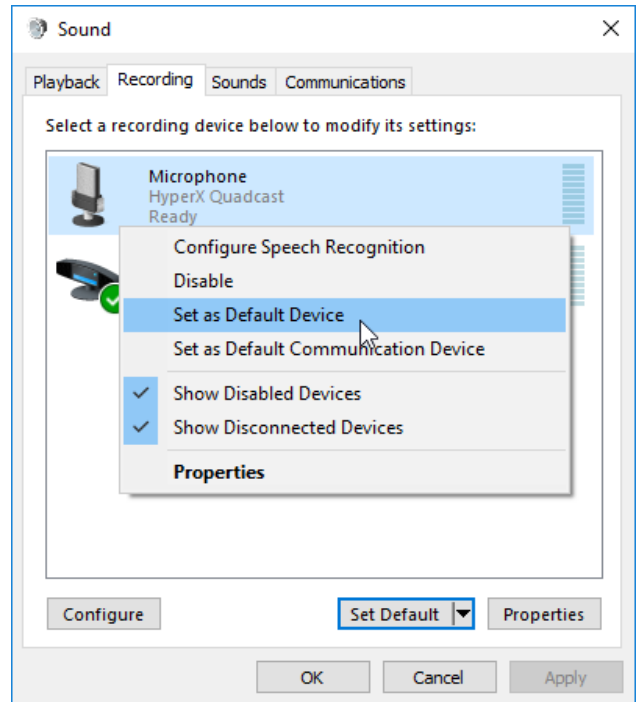 Sound
Playback Recording Sounds Communications
Select a recording device below to modify its settings:
Microphone
HyperX Quadcast
Ready
Configure Speech Recognition
Disable
Set as Default Device
Set as Default Communication Device
Show Disabled Devices
Show Disconnected Devices
Properties
Configure Set Default Properties
OK Cancel Apply